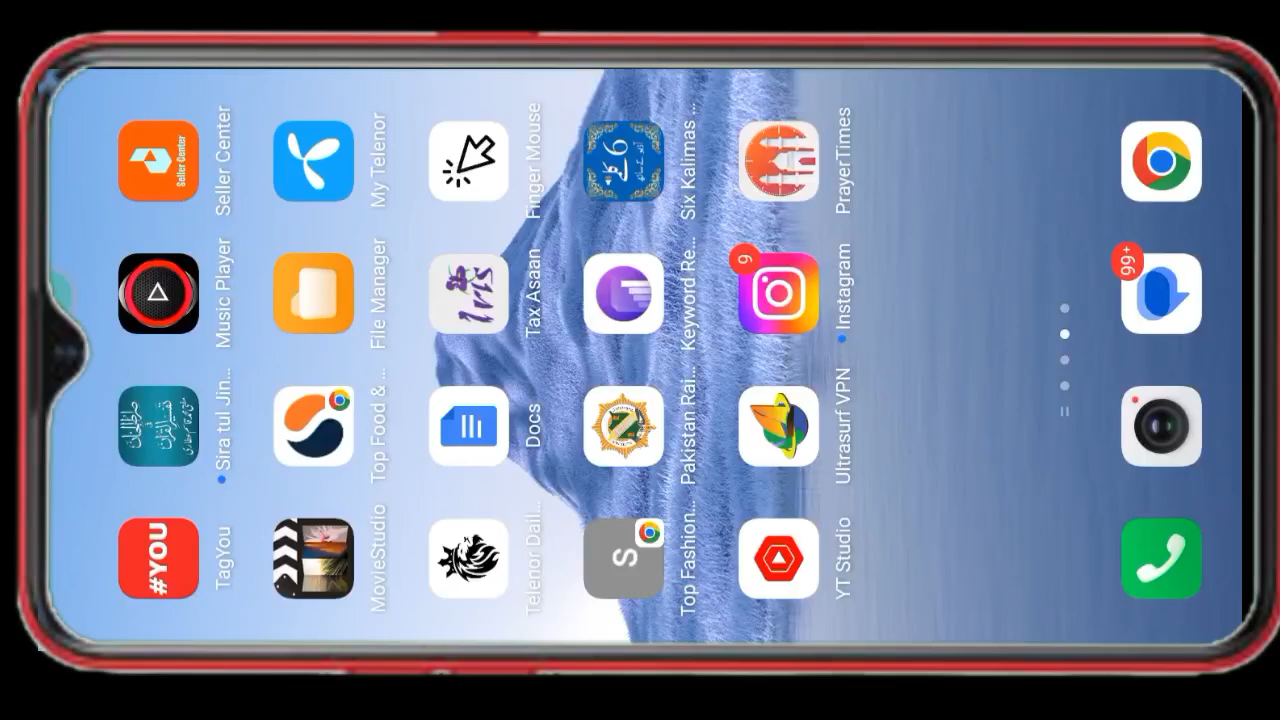 #YOU
Seller Center
TagYou
Sira tul Jin...
Music Player
Seller Center
MovieStudio
Top Food & ...
File Manager
My Telenor
Telenor Dail...
Docs
Tax Asaan
Finger Mouse
S
6 کلمے
Top Fashion...
Pakistan Rai...
Keyword Re...
Six Kalimas ...
9
YT Studio
Ultrasurf VPN
Instagram
PrayerTimes
99+